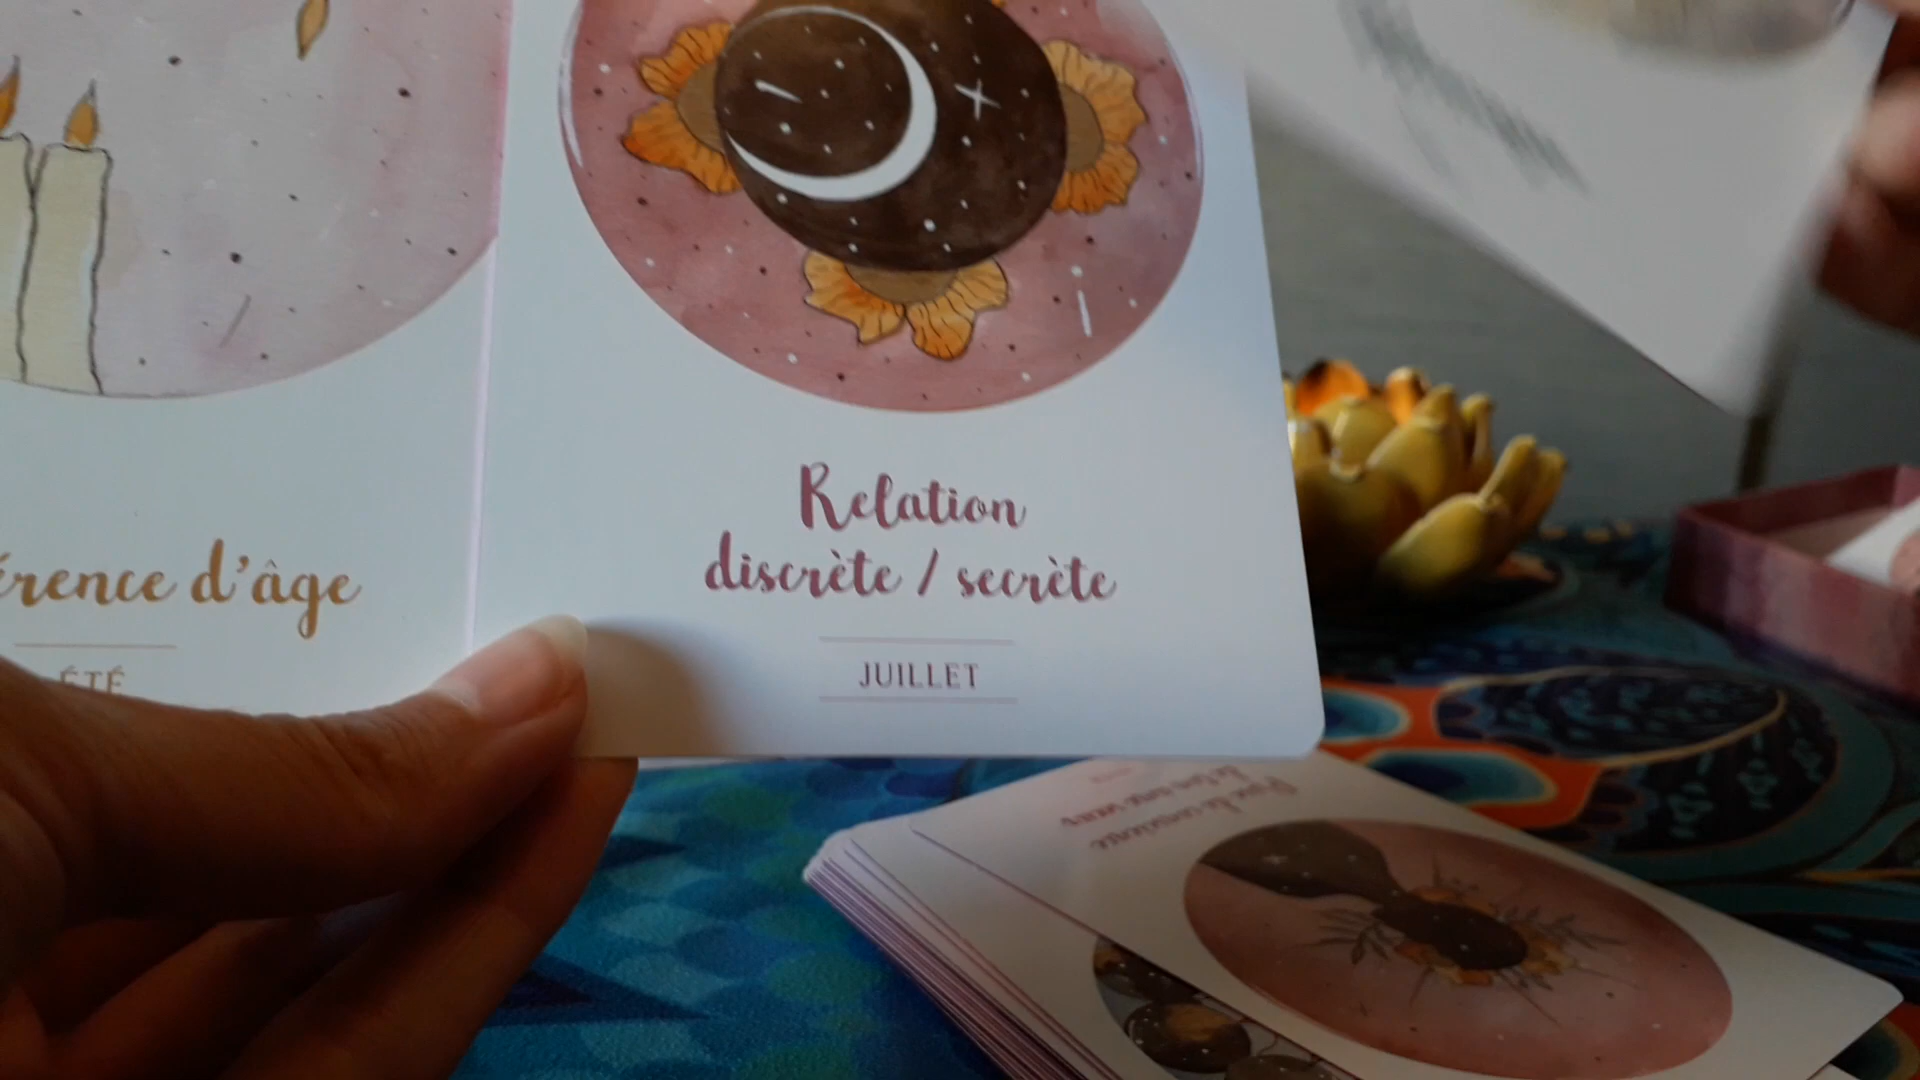 érence d'âge
ÉTÉ
Relation
discrète / secrète
JUILLET